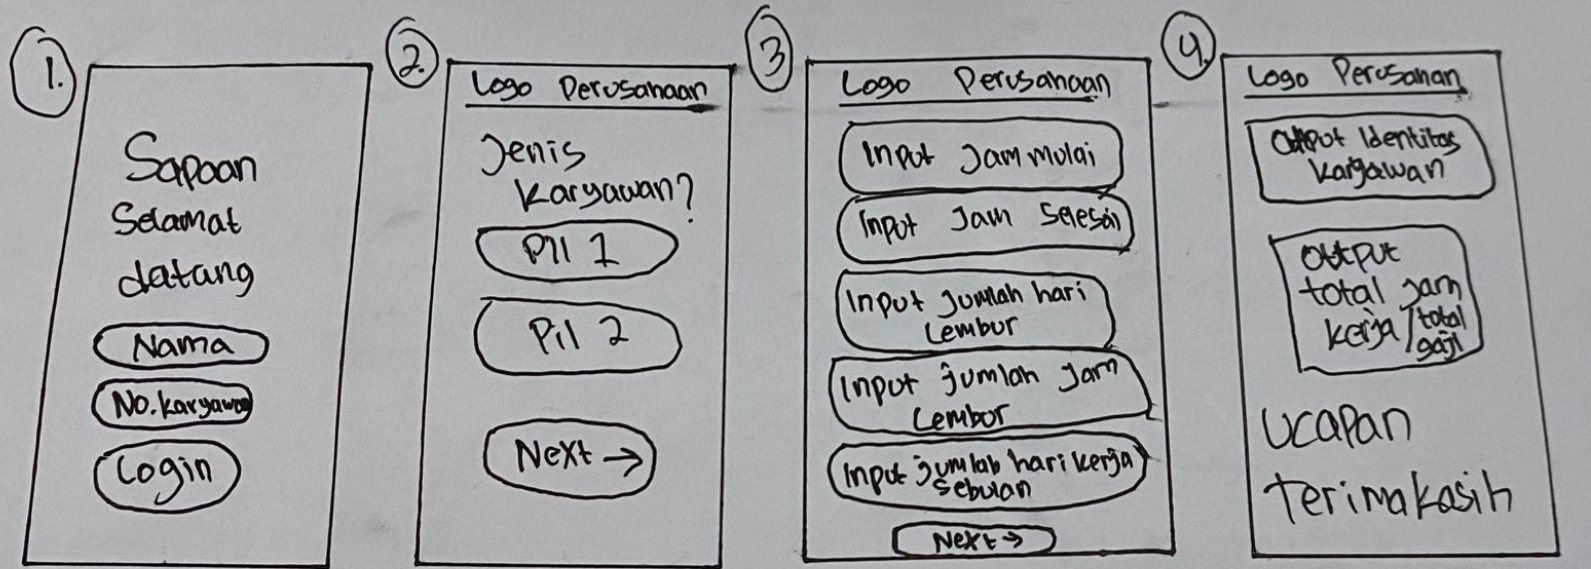 1.
Sapaan
Selamat
datang
Nama
No. karyawan
Login
2.
Logo Perusahaan
Jenis
karyawan?
Pil 1
Pil 2
Next →
3
Logo Perusahaan
Input Jam mulai
Input Jam selesai
Input jumlah hari
Lembur
Input jumlah jam
Lembur
Input jumlah hari kerja
sebulan
Next →
4.
Logo Perusahan
Output Identitas
karyawan
Output
total jam
kerja / total
gaji
Ucapan
Terimakasih